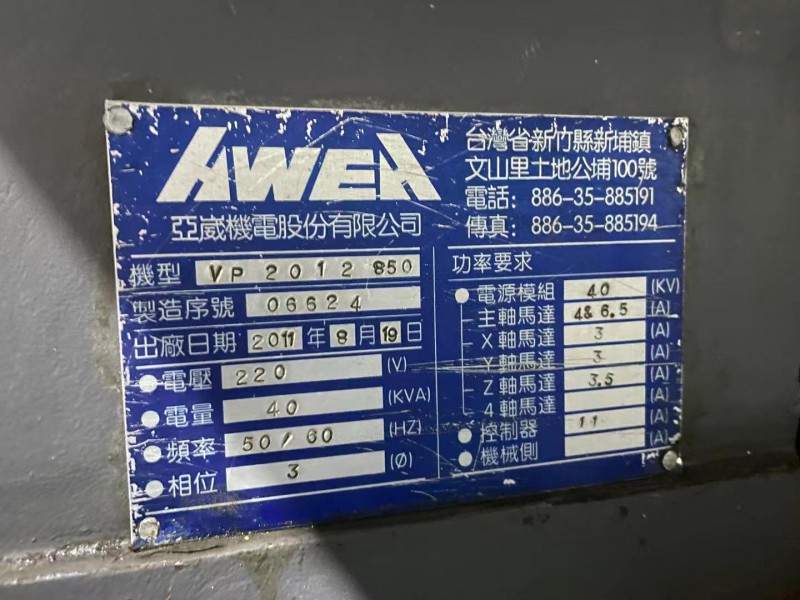 AWEA
亞崴機電股份有限公司
台灣省新竹縣新埔鎮
文山里土地公埔100號
電話: 886-35-885191
傳真: 886-35-885194
機型 VP 2012 850
製造序號 06624
出廠日期 2011 年 8 月 19 日
電壓 220 (V)
電量 40 (KVA)
頻率 50/60 (HZ)
相位 3 (Ø)
功率要求
電源模組 40 (KV)
主軸馬達 4& 6.5 (A)
X 軸馬達 3 (A)
Y 軸馬達 3 (A)
Z 軸馬達 3.5 (A)
4 軸馬達 (A)
控制器 11 (A)
機械側 (A)